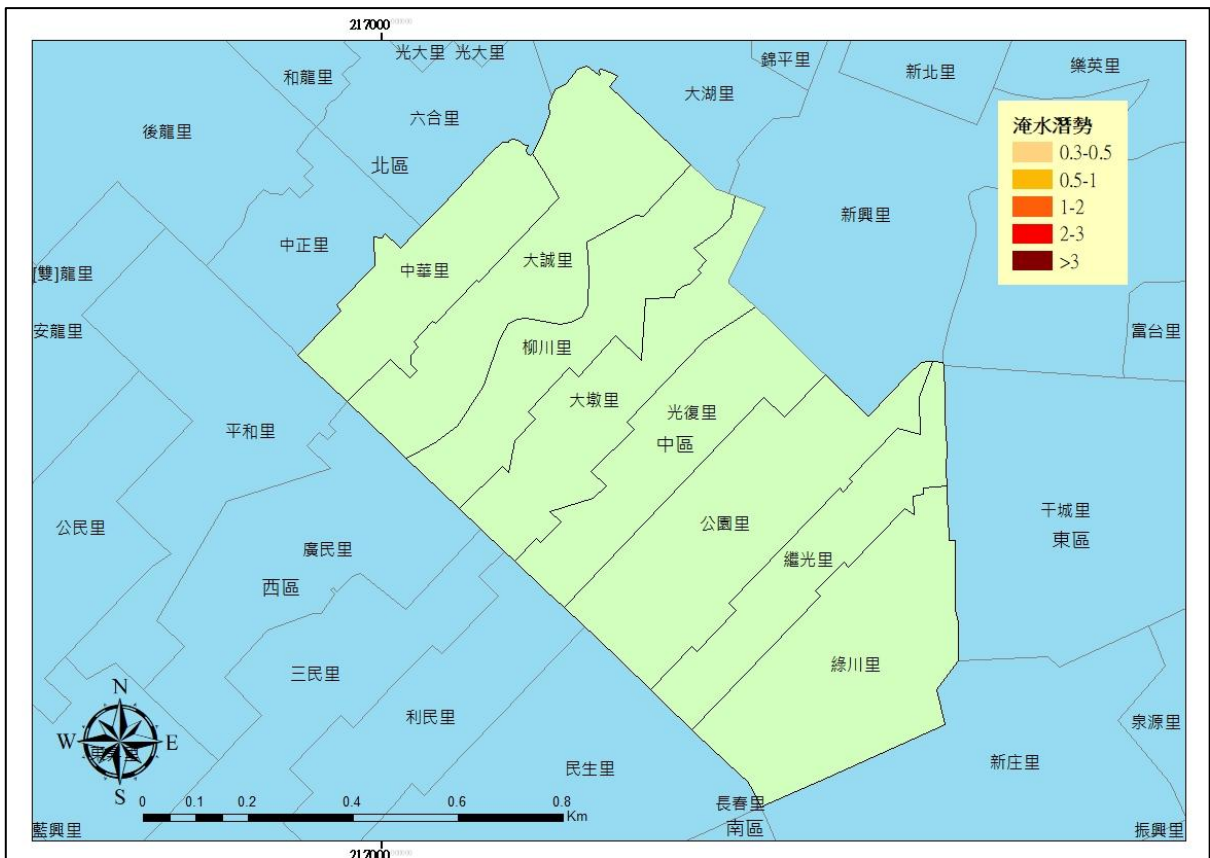 217000
光大里 光大里
錦平里
新北里
樂英里
和龍里
大湖里
六合里
後龍里
北區
淹水潛勢
0.3-0.5
0.5-1
1-2
2-3
>3
新興里
中正里
大誠里
中華里
[雙]龍里
安龍里
富台里
柳川里
大墩里
光復里
平和里
中區
公園里
干城里
公民里
東區
廣民里
繼光里
西區
綠川里
三民里
利民里
泉源里
N
W E
S
新庄里
民生里
長春里
0 0.1 0.2 0.4 0.6 0.8
Km
南區
藍興里
振興里
217000